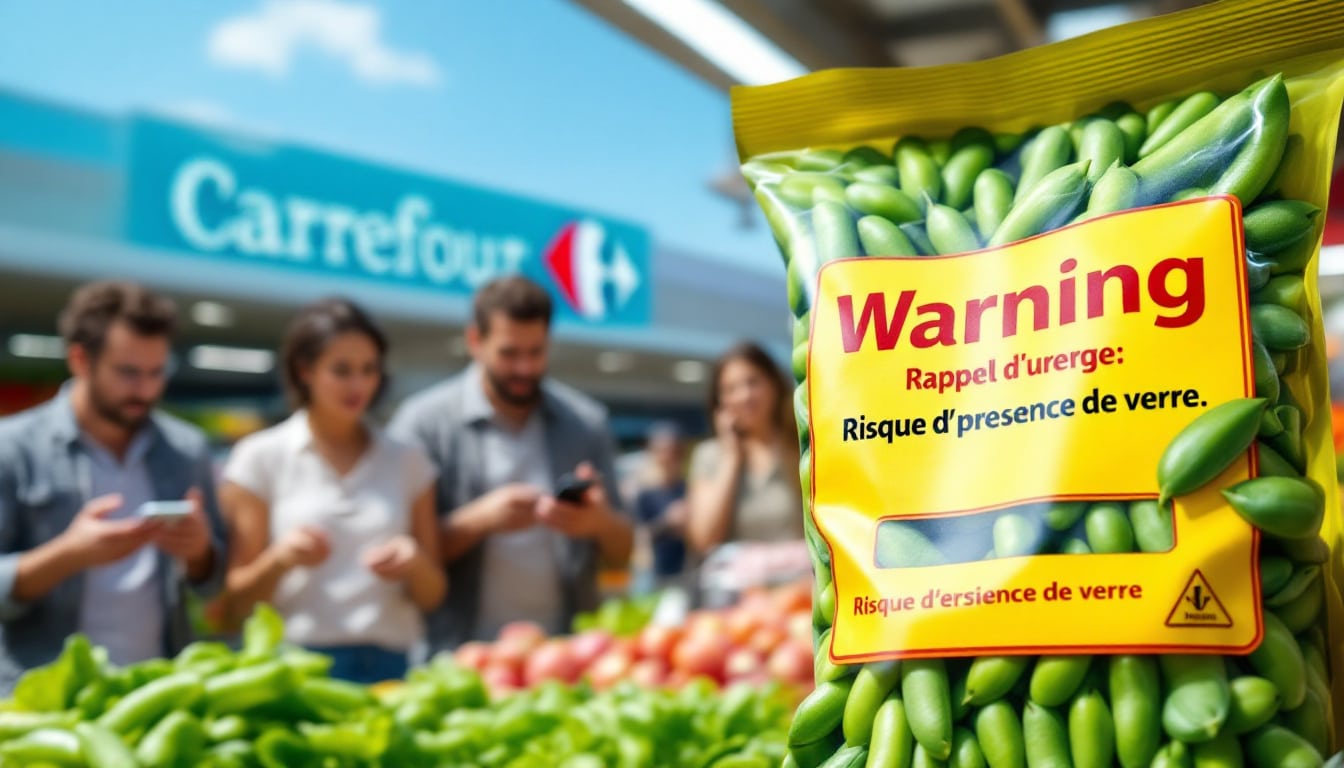 Carrefour
Warning
Rappel d'urerge:
Risque d'presence de verre.
Risque d'ersience de verre